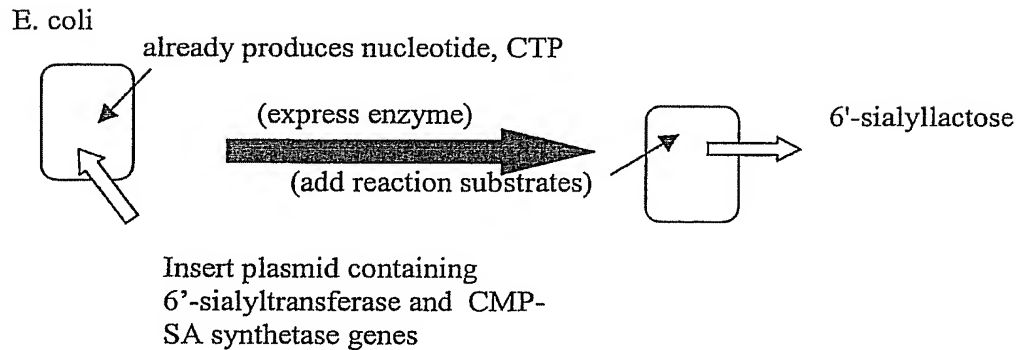 E. coli
already produces nucleotide, CTP
(express enzyme)
6'-sialyllactose
(add reaction substrates)
Insert plasmid containing
6’-sialyltransferase and CMP-
SA synthetase genes